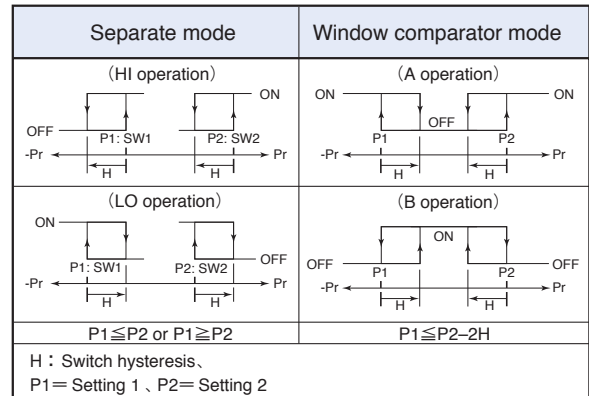 Separate mode
Window comparator mode
(HI operation)
ON
OFF
P1: SW1
P2: SW2
-Pr
Pr
H
H
(A operation)
ON
ON
OFF
P1
P2
-Pr
Pr
H
H
(LO operation)
ON
P1: SW1
P2: SW2
OFF
-Pr
Pr
H
H
(B operation)
ON
OFF
P1
P2
OFF
-Pr
Pr
H
H
P1≦P2 or P1≧P2
P1≦P2–2H
H：Switch hysteresis、
P1＝Setting 1 、P2＝Setting 2